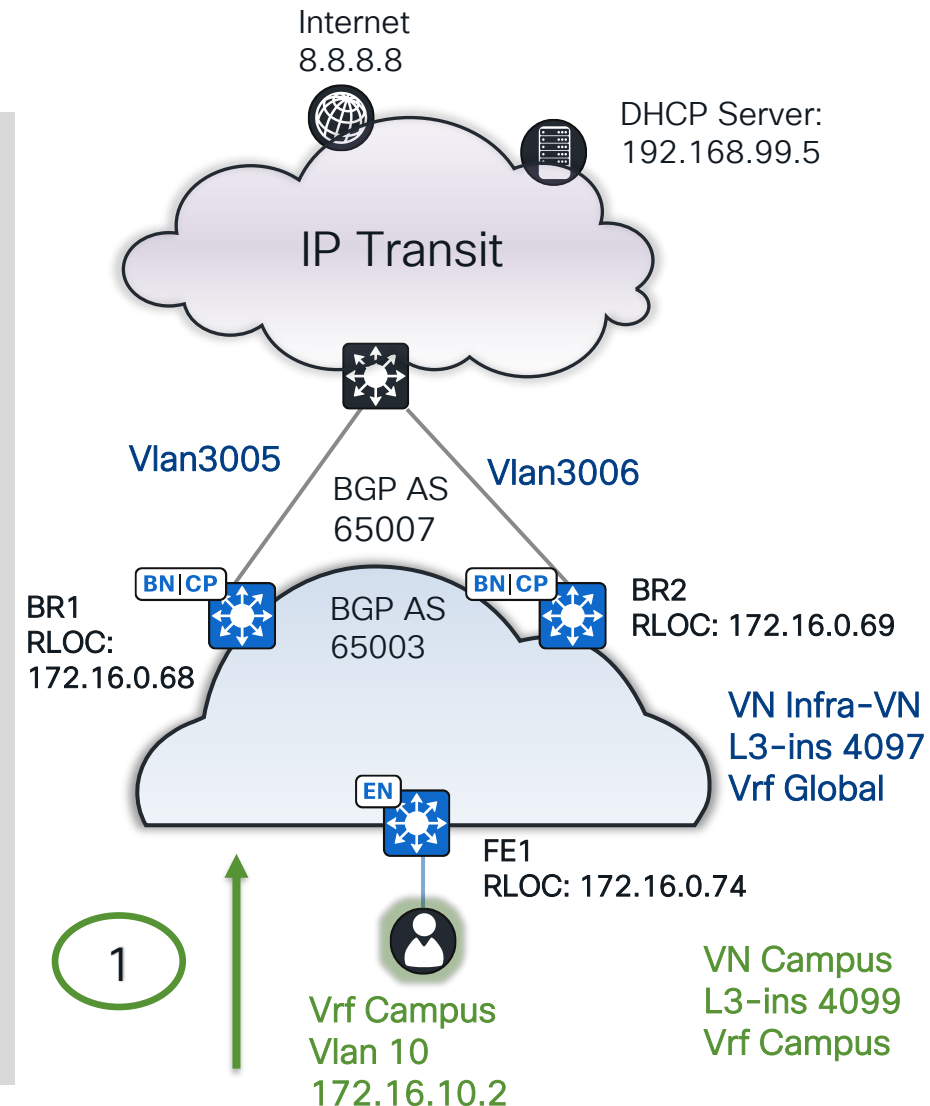 Internet
8.8.8.8
DHCP Server:
192.168.99.5
IP Transit
Vlan3005
Vlan3006
BGP AS
65007
BN|CP
BN|CP
BR1
RLOC:
172.16.0.68
BGP AS
65003
BR2
RLOC: 172.16.0.69
VN Infra-VN
L3-ins 4097
Vrf Global
EN
FE1
RLOC: 172.16.0.74
1
Vrf Campus
Vlan 10
172.16.10.2
VN Campus
L3-ins 4099
Vrf Campus